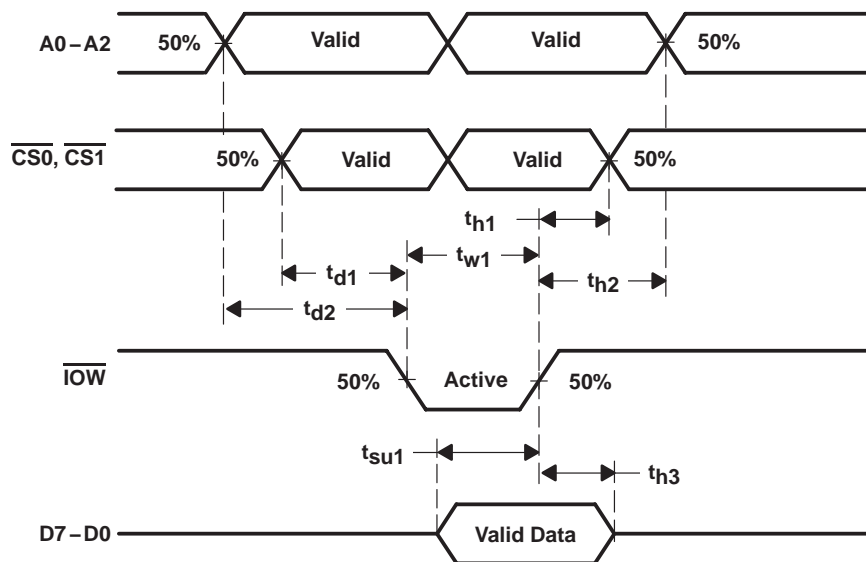 A0–A2
50%
Valid
Valid
50%
CS0, CS1
50%
Valid
Valid
50%
th1
tw1
td1
th2
td2
IOW
50%
Active
50%
tsu1
th3
D7–D0
Valid Data